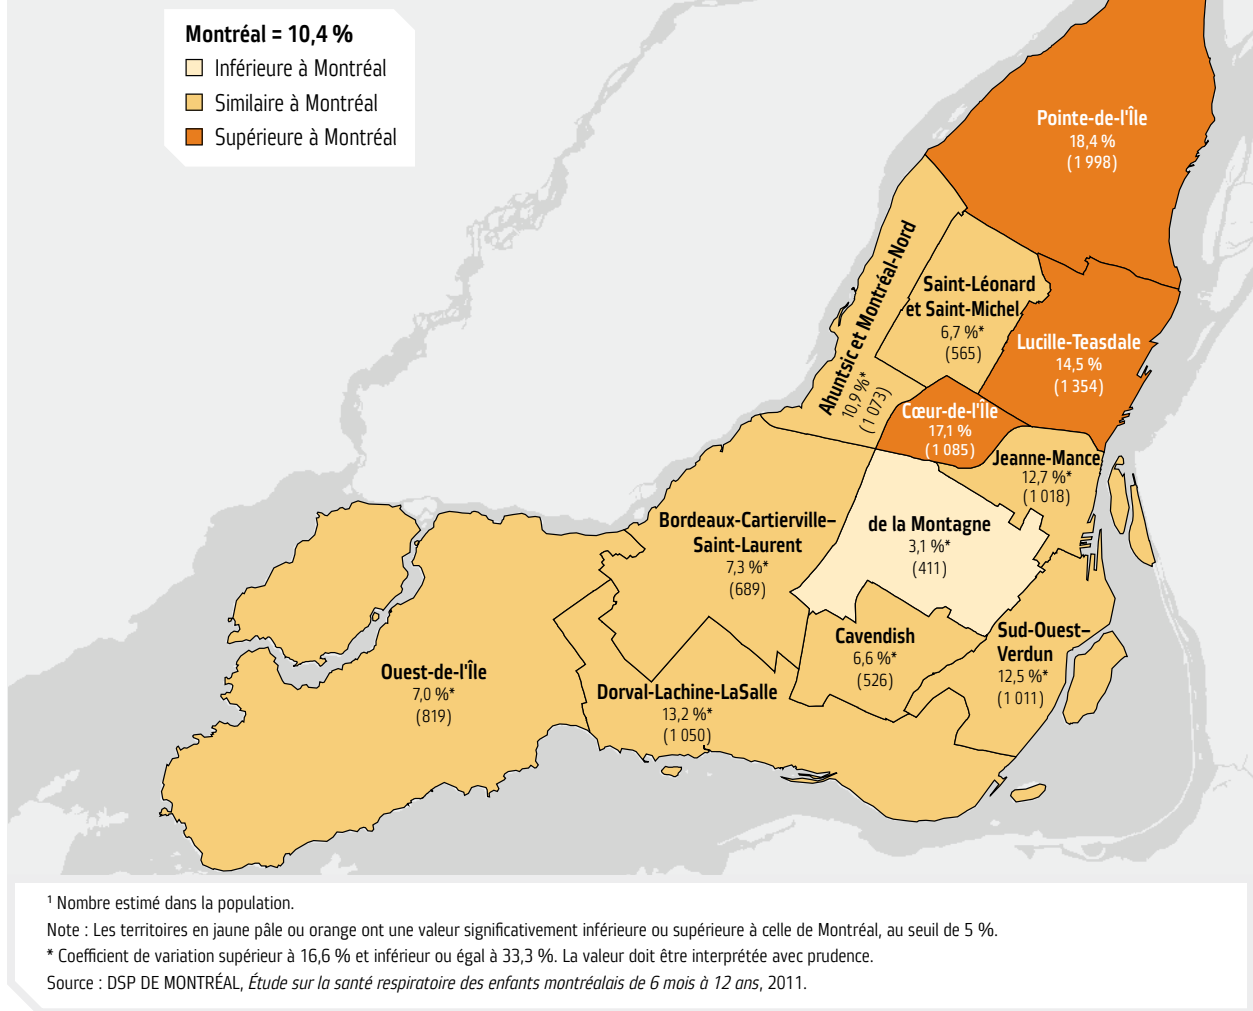 Montréal = 10,4 %
Inférieure à Montréal
Similaire à Montréal
Supérieure à Montréal
Pointe-de-l'Île
18,4 %
(1 998)
Ahuntsic et Montréal-Nord
10,9 %*
(1 073)
Saint-Léonard
et Saint-Michel
6,7 %*
(565)
Lucille-Teasdale
14,5 %
(1 354)
Cœur-de-l'Île
17,1 %
(1 085)
Jeanne-Mance
12,7 %*
(1 018)
de la Montagne
3,1 %*
(411)
Bordeaux-Cartierville–
Saint-Laurent
7,3 %*
(689)
Cavendish
6,6 %*
(526)
Sud-Ouest–
Verdun
12,5 %*
(1 011)
Ouest-de-l'Île
7,0 %*
(819)
Dorval-Lachine-LaSalle
13,2 %*
(1 050)
¹ Nombre estimé dans la population.
Note : Les territoires en jaune pâle ou orange ont une valeur significativement inférieure ou supérieure à celle de Montréal, au seuil de 5 %.
* Coefficient de variation supérieur à 16,6 % et inférieur ou égal à 33,3 %. La valeur doit être interprétée avec prudence.
Source : DSP DE MONTRÉAL, Étude sur la santé respiratoire des enfants montréalais de 6 mois à 12 ans, 2011.